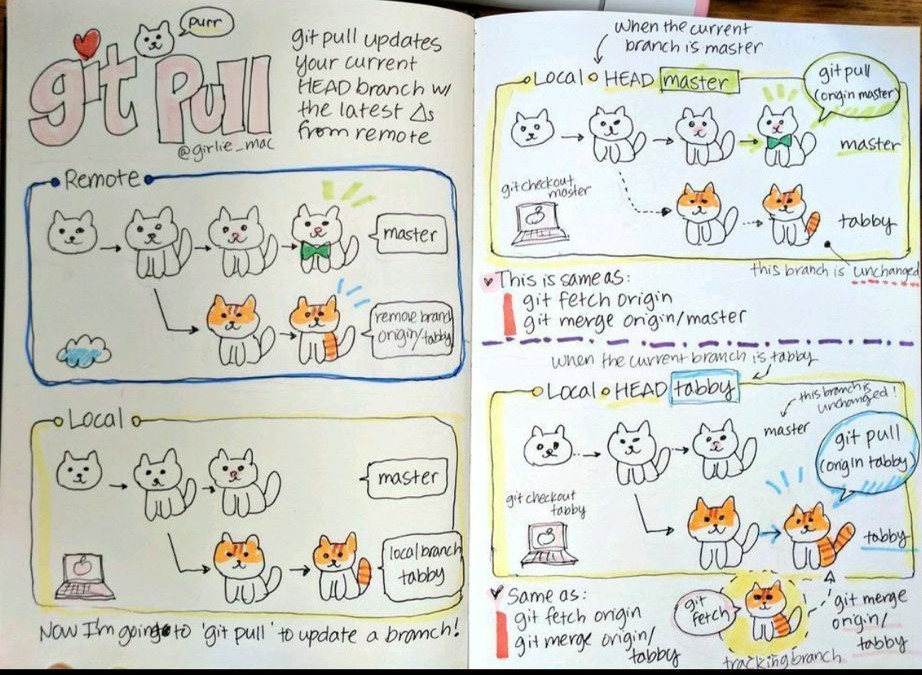 purr
git Pull
@girlie_mac
git pull updates
your current
HEAD branch w/
the latest Δs
from remote
Remote
master
remove branch
origin/tabby
Local
master
local branch
tabby
Now I'm going to 'git pull' to update a branch!
When the current
branch is master
Local HEAD master
git pull
(origin master)
master
git checkout
master
tabby
this branch is unchanged
This is same as:
git fetch origin
git merge origin/master
When the current branch is tabby
Local HEAD tabby
this branch is
unchanged!
master
git pull
(origin tabby)
git checkout
tabby
tabby
Same as:
git fetch origin
git merge origin/
tabby
git
fetch
tracking branch
git merge
origin/
tabby